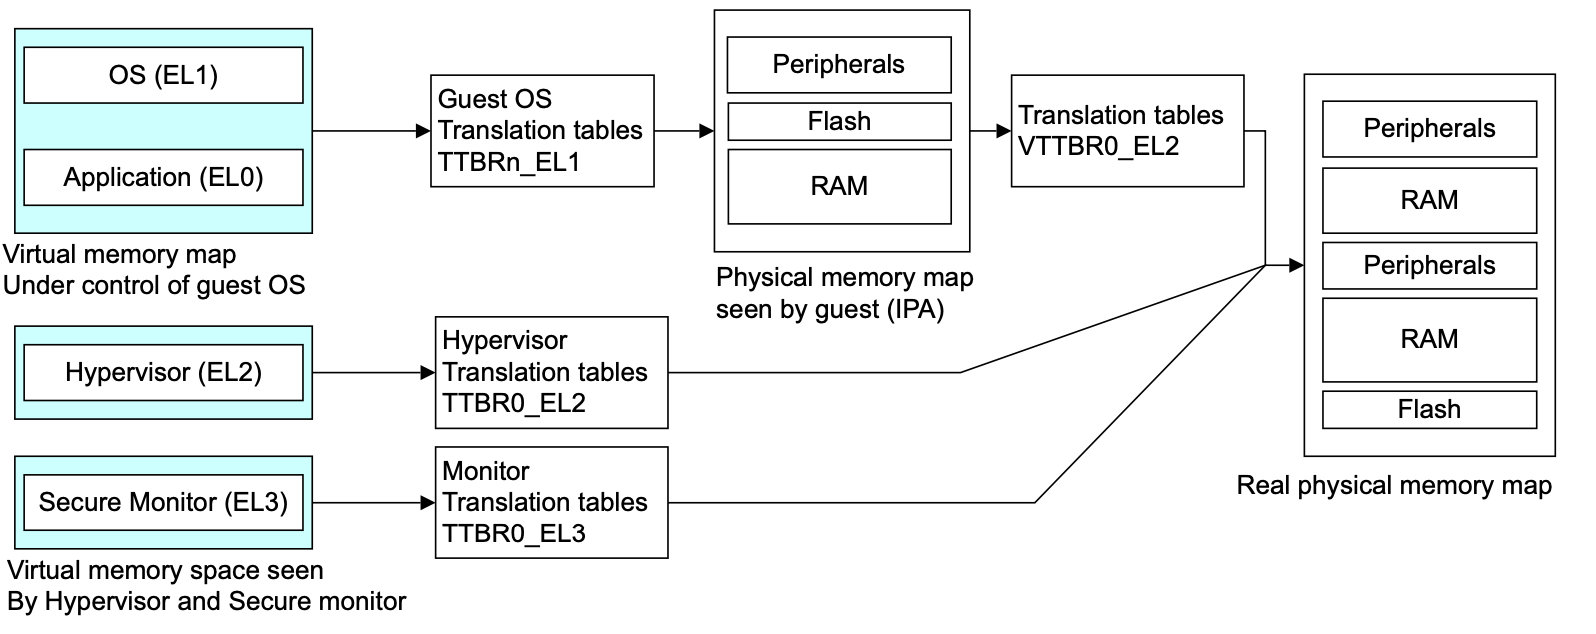 OS (EL1)
Application (EL0)
Virtual memory map
Under control of guest OS
Guest OS
Translation tables
TTBRn_EL1
Peripherals
Flash
RAM
Physical memory map
seen by guest (IPA)
Translation tables
VTTBR0_EL2
Hypervisor (EL2)
Hypervisor
Translation tables
TTBR0_EL2
Secure Monitor (EL3)
Monitor
Translation tables
TTBR0_EL3
Virtual memory space seen
By Hypervisor and Secure monitor
Peripherals
RAM
Peripherals
RAM
Flash
Real physical memory map